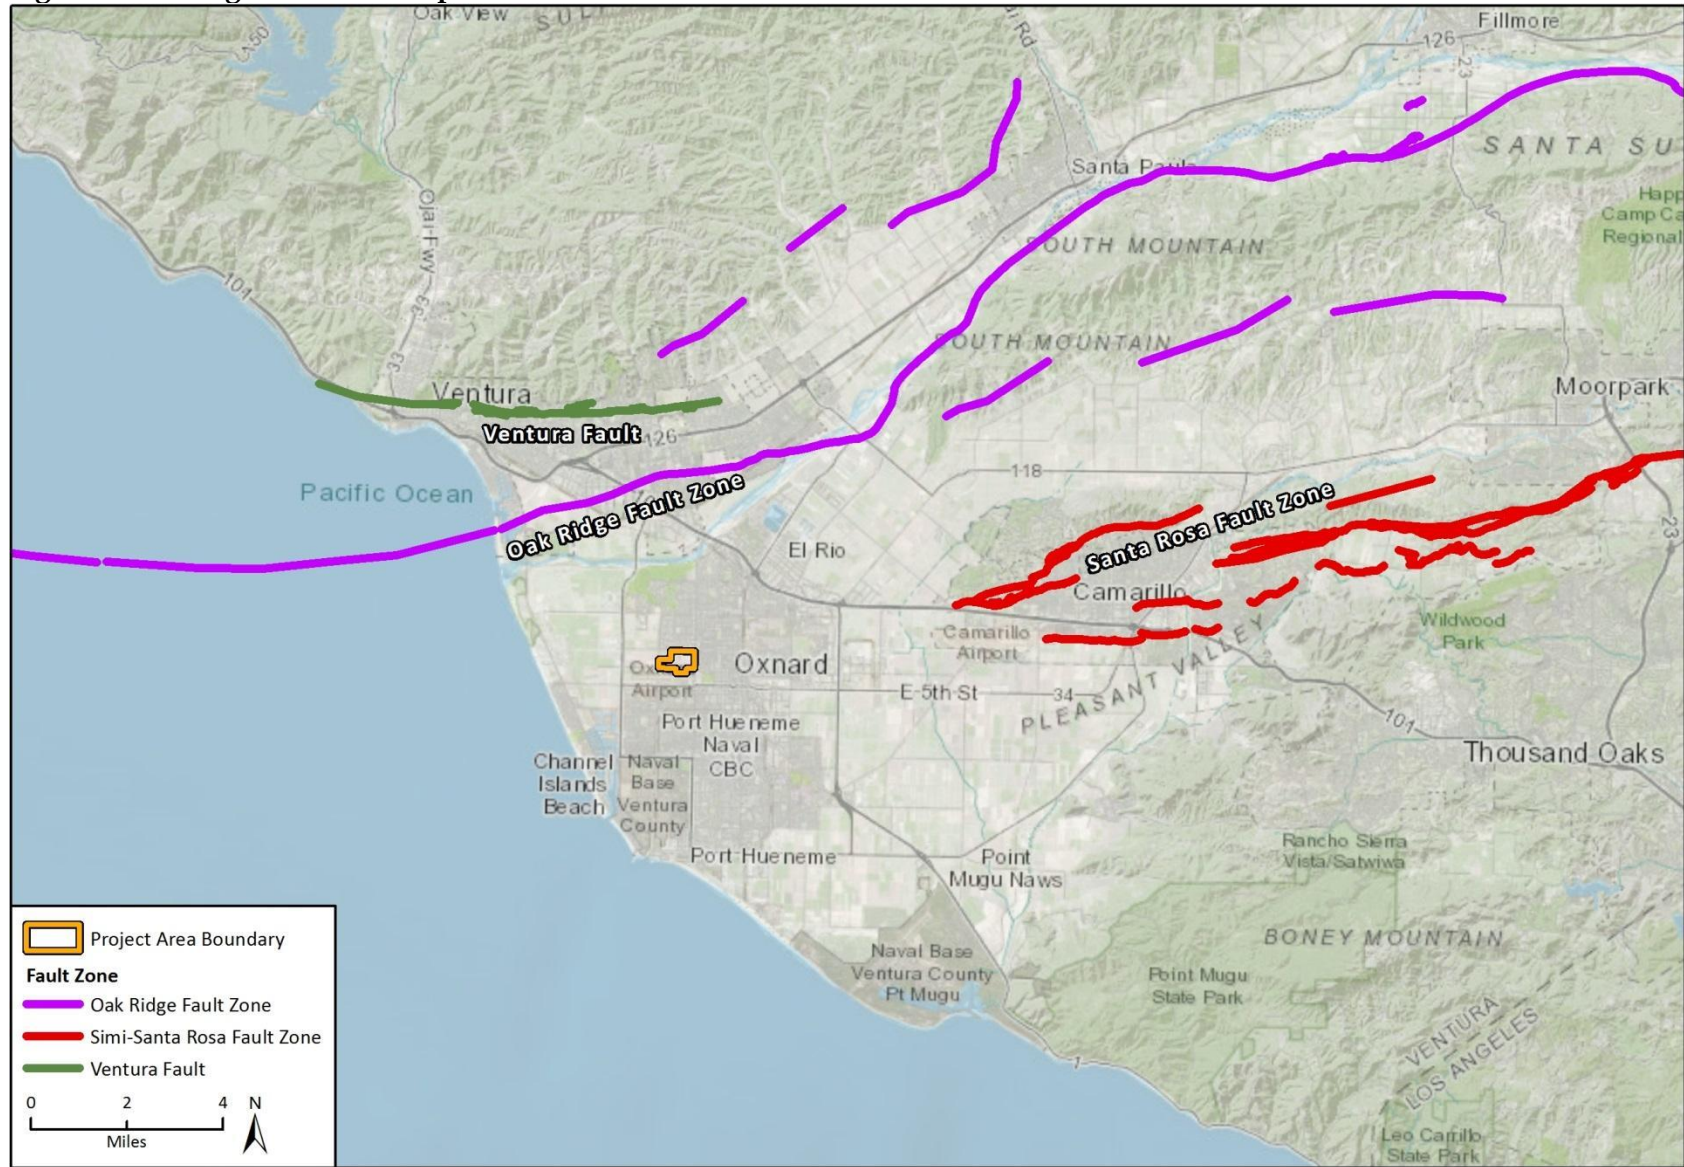 Oak View
Fillmore
126
23
SANTA SU
Santa Paula
Happ
Camp Ca
Regional
SOUTH MOUNTAIN
Ojai Fwy
33
101
SOUTH MOUNTAIN
33
Ventura
Moorpark
Ventura Fault
126
118
Pacific Ocean
Oak Ridge Fault Zone
Santa Rosa Fault Zone
El Rio
23
Camarillo
Camarillo
Airport
Wildwood
Park
PLEASANT VALLEY
Oxnard
Airport
E 5th St
34
101
Port Hueneme
Naval
CBC
Thousand Oaks
Channel
Islands
Beach
Naval
Base
Ventura
County
Port Hueneme
Point
Mugu Naws
Rancho Sierra
Vista/Satwiwa
BONEY MOUNTAIN
Naval Base
Ventura County
Pt Mugu
Point Mugu
State Park
VENTURA
LOS ANGELES
1
Leo Carrillo
State Park
Project Area Boundary
Fault Zone
Oak Ridge Fault Zone
Simi-Santa Rosa Fault Zone
Ventura Fault
0 2 4
Miles
N